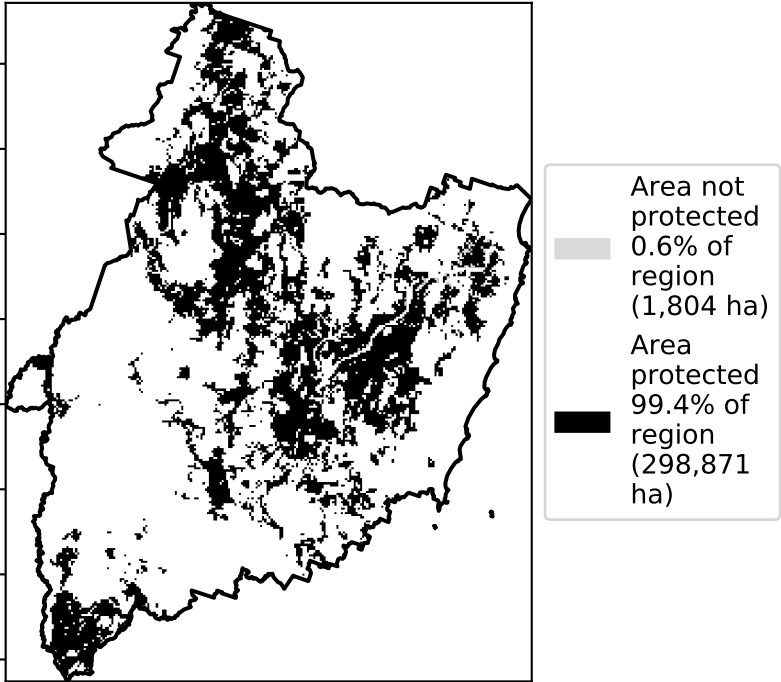 Area not
protected
0.6% of
region
(1,804 ha)
Area
protected
99.4% of
region
(298,871
ha)